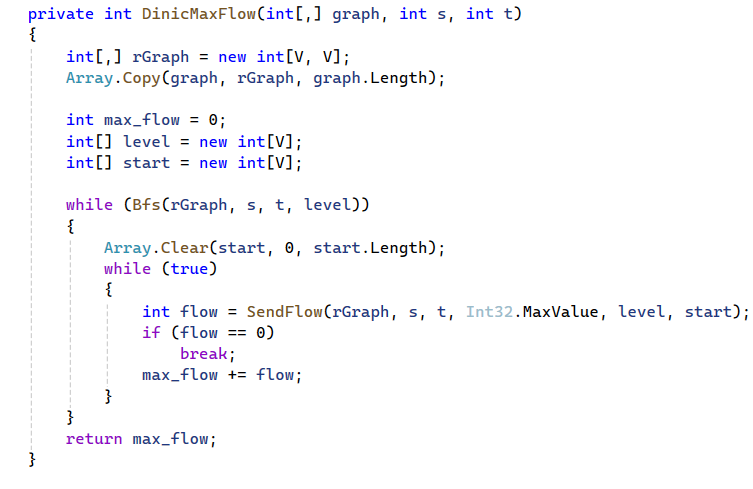 private int DinicMaxFlow(int[,] graph, int s, int t)
{
    int[,] rGraph = new int[V, V];
    Array.Copy(graph, rGraph, graph.Length);

    int max_flow = 0;
    int[] level = new int[V];
    int[] start = new int[V];

    while (Bfs(rGraph, s, t, level))
    {
        Array.Clear(start, 0, start.Length);
        while (true)
        {
            int flow = SendFlow(rGraph, s, t, Int32.MaxValue, level, start);
            if (flow == 0)
                break;
            max_flow += flow;
        }
    }
    return max_flow;
}